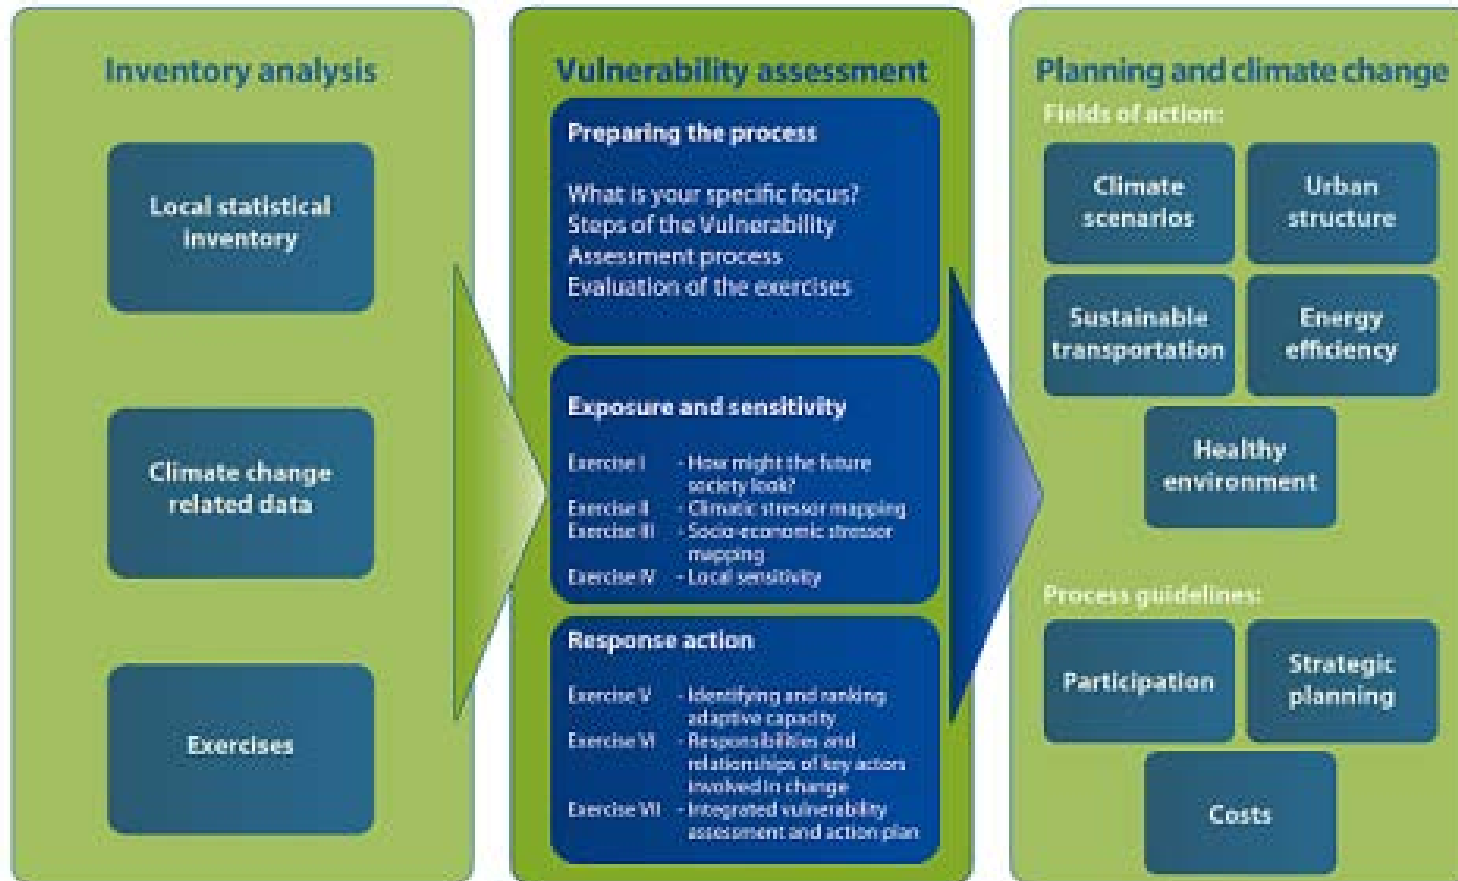 Inventory analysis
Local statistical
inventory
Climate change
related data
Exercises
Vulnerability assessment
Preparing the process
What is your specific focus?
Steps of the Vulnerability
Assessment process
Evaluation of the exercises
Exposure and sensitivity
Exercise I - How might the future
society look?
Exercise II - Climatic stressor mapping
Exercise III - Socio-economic stressor
mapping
Exercise IV - Local sensitivity
Response action
Exercise V - Identifying and ranking
adaptive capacity
Exercise VI - Responsibilities and
relationships of key actors
involved in change
Exercise VII - Integrated vulnerability
assessment and action plan
Planning and climate change
Fields of action:
Climate
scenarios
Urban
structure
Sustainable
transportation
Energy
efficiency
Healthy
environment
Process guidelines:
Participation
Strategic
planning
Costs